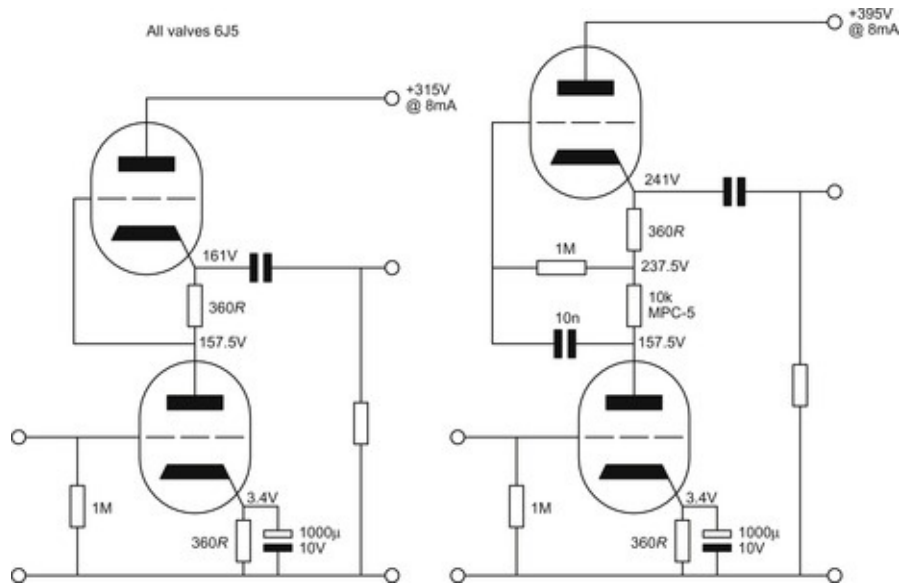 All valves 6J5
+315V
@ 8mA
161V
360R
157.5V
1M
3.4V
360R
1000µ
10V
+395V
@ 8mA
241V
360R
1M
237.5V
10k
MPC-5
10n
157.5V
1M
3.4V
360R
1000µ
10V